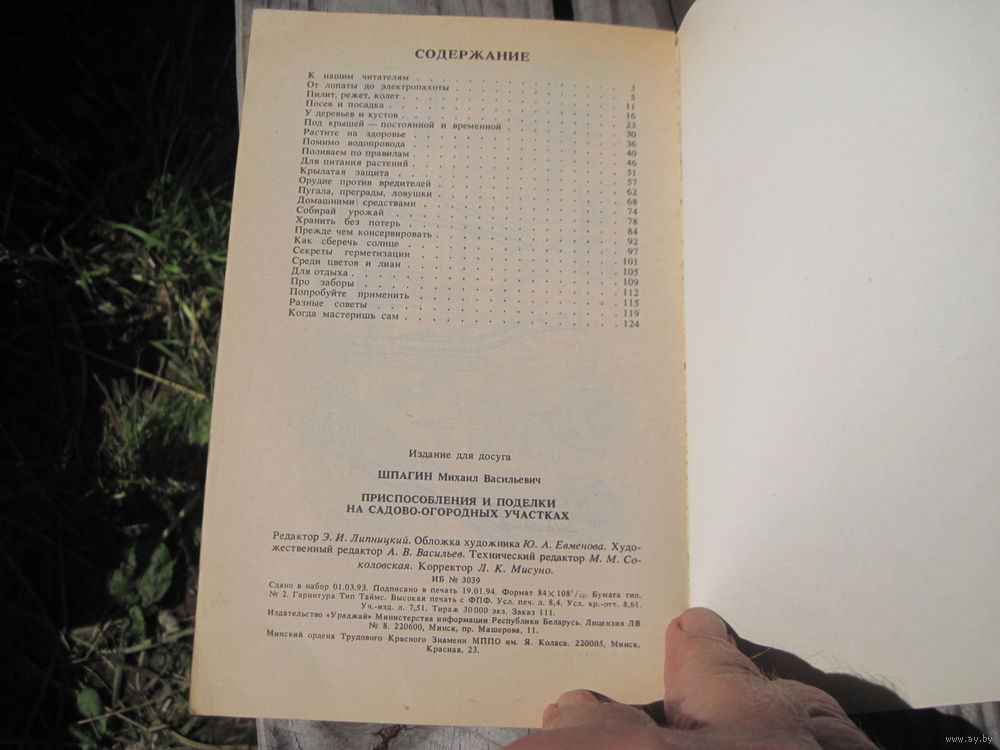 СОДЕРЖАНИЕ
К нашим читателям . . . 3
От лопаты до электропахоты . . . 5
Пилит, режет, колет . . . 11
Посев и посадка . . . 16
У деревьев и кустов . . . 23
Под крышей — постоянной и временной . . . 30
Растите на здоровье . . . 36
Помимо водопровода . . . 40
Поливаем по правилам . . . 46
Для питания растений . . . 51
Крылатая защита . . . 57
Орудие против вредителей . . . 62
Пугала, преграды, ловушки . . . 68
Домашними средствами . . . 74
Собирай урожай . . . 78
Хранить без потерь . . . 84
Прежде чем консервировать . . . 92
Как сберечь солнце . . . 97
Секреты герметизации . . . 101
Среди цветов и лиан . . . 105
Для отдыха . . . 109
Про заборы . . . 112
Попробуйте применить . . . 115
Разные советы . . . 119
Когда мастеришь сам . . . 124
Издание для досуга
ШПАГИН Михаил Васильевич
ПРИСПОСОБЛЕНИЯ И ПОДЕЛКИ
НА САДОВО-ОГОРОДНЫХ УЧАСТКАХ
Редактор Э. И. Липницкий. Обложка художника Ю. А. Евменова. Худо-
жественный редактор А. В. Васильев. Технический редактор М. М. Со-
коловская. Корректор Л. К. Мисуно.
ИБ № 3039
Сдано в набор 01.03.93. Подписано в печать 19.01.94. Формат 84×108¹/₃₂. Бумага тип.
№ 2. Гарнитура Тип Таймс. Высокая печать с ФПФ. Усл. печ. л. 8,4. Усл. кр.-отт. 8,61.
Уч.-изд. л. 7,51. Тираж 30 000 экз. Заказ 111.
Издательство «Ураджай» Министерства информации Республики Беларусь. Лицензия ЛВ
№ 8. 220600, Минск, пр. Машерова, 11.
Минский ордена Трудового Красного Знамени МППО им. Я. Коласа. 220005, Минск,
Красная, 23.
www.ay.by